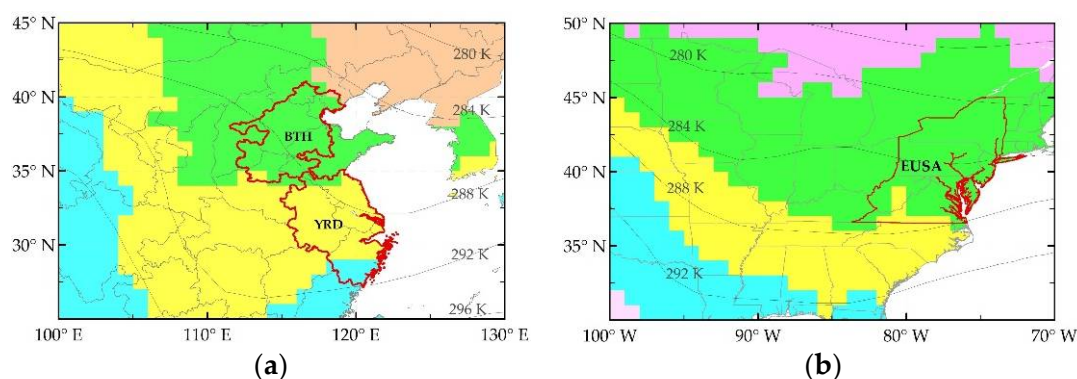 45° N
40° N
35° N
30° N
100° E
110° E
120° E
130° E
280 K
284 K
288 K
292 K
296 K
BTH
YRD
(a)
50° N
45° N
40° N
35° N
100° W
90° W
80° W
70° W
280 K
284 K
288 K
292 K
EUSA
(b)